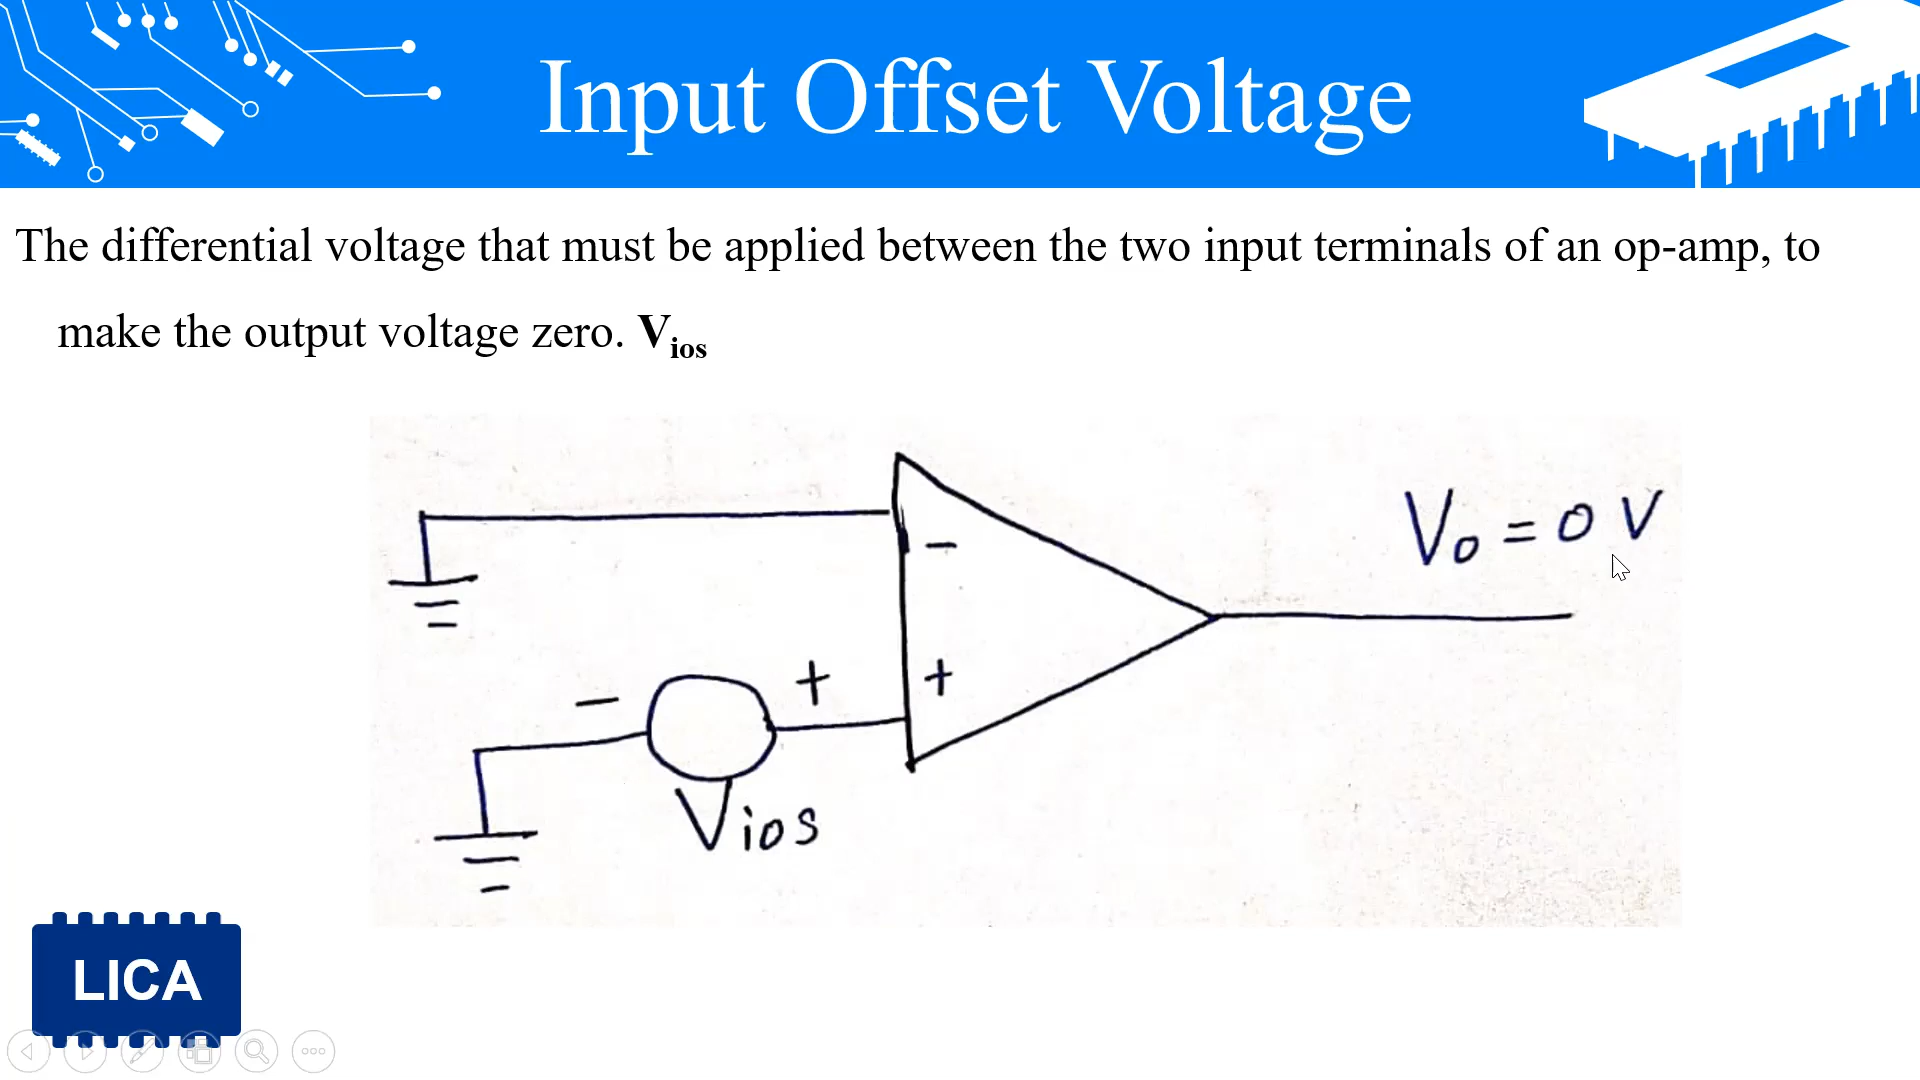 Input Offset Voltage
The differential voltage that must be applied between the two input terminals of an op-amp, to
make the output voltage zero. Vios
Vo = 0 V
−
+
− +
Vios
LICA